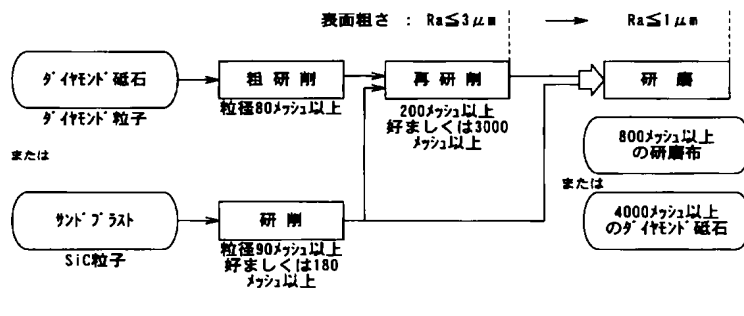 表面粗さ : Ra≦3μm → Ra≦1μm
ダイヤモンド砥石
ダイヤモンド粒子
粗研削
粒径80メッシュ以上
再研削
200メッシュ以上
好ましくは3000
メッシュ以上
研磨
または
800メッシュ以上
の研磨布
または
4000メッシュ以上
のダイヤモンド砥石
サンドブラスト
SiC粒子
研削
粒径90メッシュ以上
好ましくは180
メッシュ以上